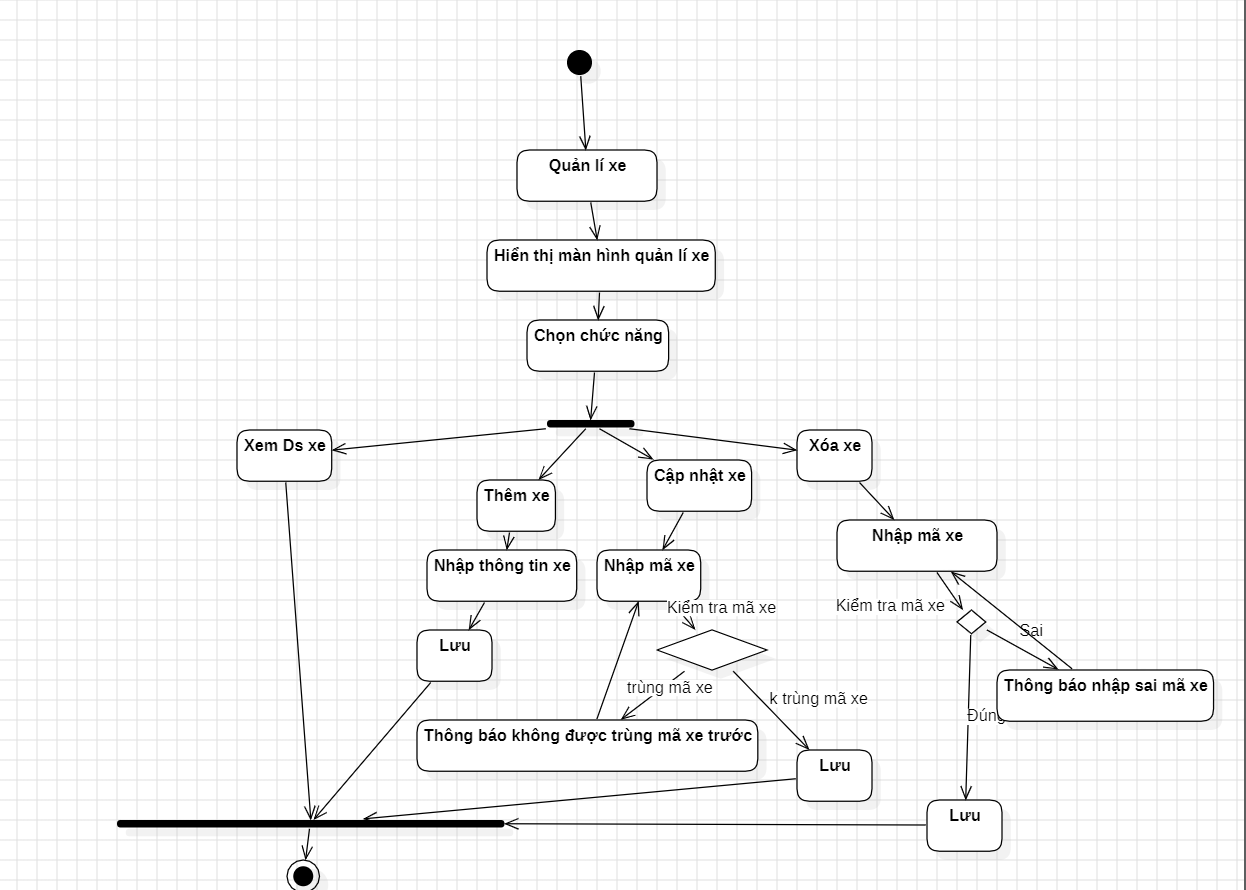 Quản lí xe
Hiển thị màn hình quản lí xe
Chọn chức năng
Xem Ds xe
Thêm xe
Cập nhật xe
Xóa xe
Nhập thông tin xe
Nhập mã xe
Nhập mã xe
Kiểm tra mã xe
Kiểm tra mã xe
Sai
Lưu
trùng mã xe
k trùng mã xe
Thông báo nhập sai mã xe
Đúng
Thông báo không được trùng mã xe trước
Lưu
Lưu